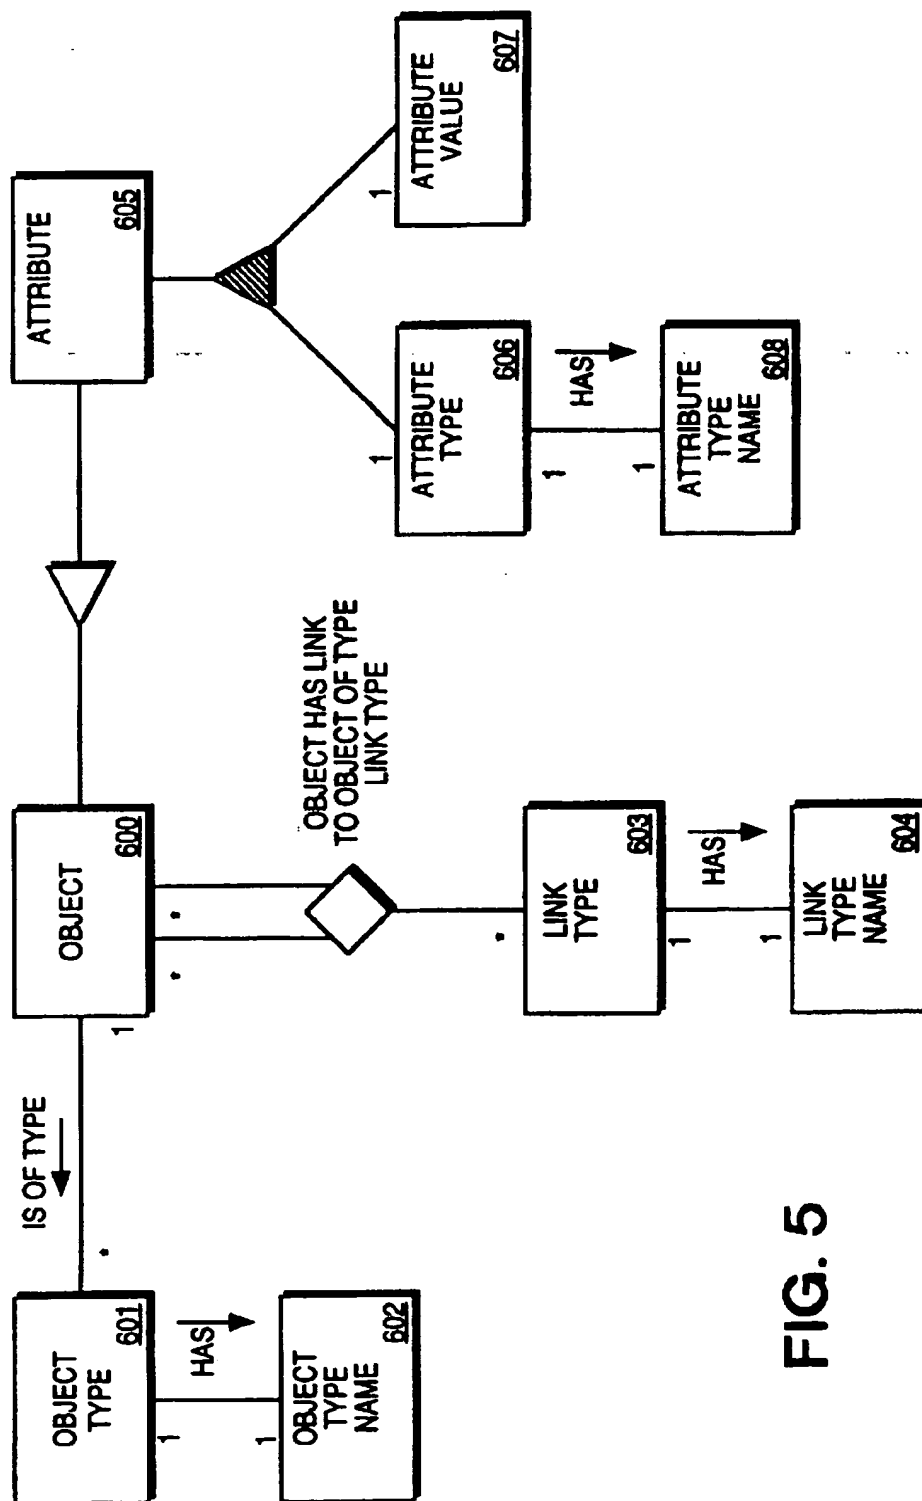 OBJECT
TYPE
601
IS OF TYPE
*
1
OBJECT
600
ATTRIBUTE
605
1
HAS
1
OBJECT
TYPE
NAME
602
*
*
OBJECT HAS LINK
TO OBJECT OF TYPE
LINK TYPE
*
LINK
TYPE
603
1
HAS
1
LINK
TYPE
NAME
604
1
ATTRIBUTE
TYPE
606
1
ATTRIBUTE
VALUE
607
1
HAS
1
ATTRIBUTE
TYPE
NAME
608
FIG. 5